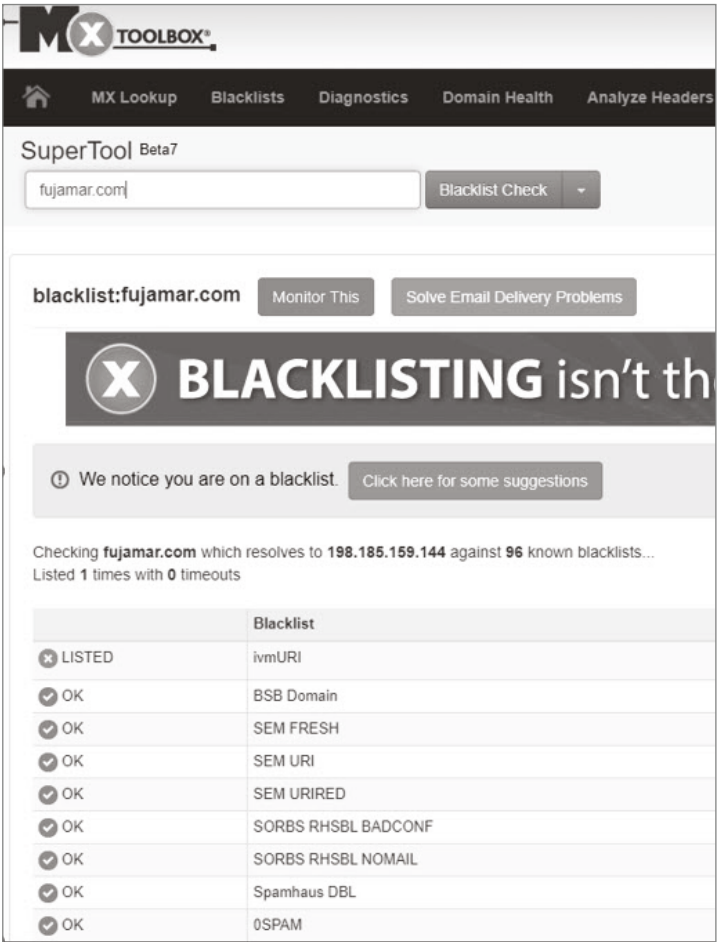 MX TOOLBOX®
MX Lookup Blacklists Diagnostics Domain Health Analyze Headers
SuperTool Beta7
fujamar.com Blacklist Check
blacklist:fujamar.com Monitor This Solve Email Delivery Problems
X BLACKLISTING isn't th
We notice you are on a blacklist. Click here for some suggestions
Checking fujamar.com which resolves to 198.185.159.144 against 96 known blacklists...
Listed 1 times with 0 timeouts
Blacklist
LISTED ivmURI
OK BSB Domain
OK SEM FRESH
OK SEM URI
OK SEM URIRED
OK SORBS RHSBL BADCONF
OK SORBS RHSBL NOMAIL
OK Spamhaus DBL
OK 0SPAM